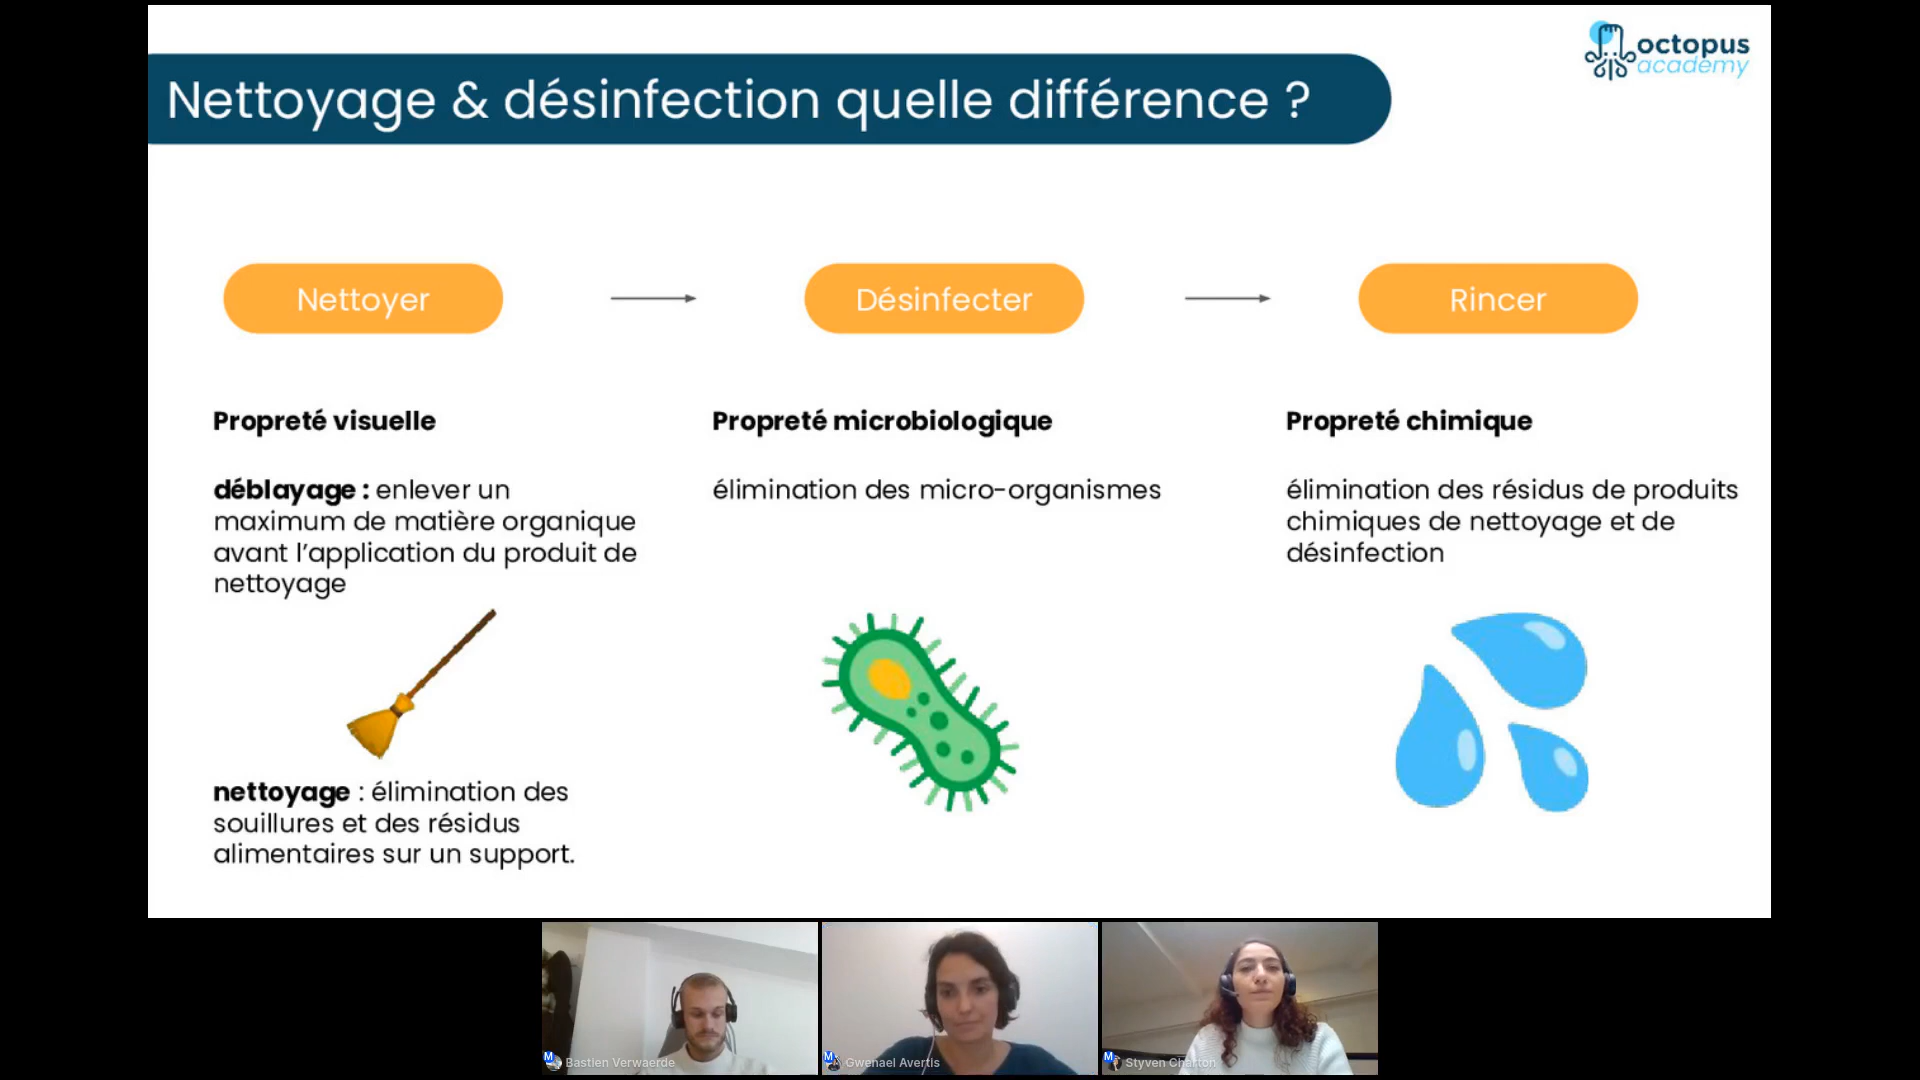 octopus
academy
Nettoyage & désinfection quelle différence ?
Nettoyer
Désinfecter
Rincer
Propreté visuelle
déblayage : enlever un
maximum de matière organique
avant l'application du produit de
nettoyage
nettoyage : élimination des
souillures et des résidus
alimentaires sur un support.
Propreté microbiologique
élimination des micro-organismes
Propreté chimique
élimination des résidus de produits
chimiques de nettoyage et de
désinfection
M
Bastien Verwaerde
M
Gwenael Avertis
M
Styven Charton